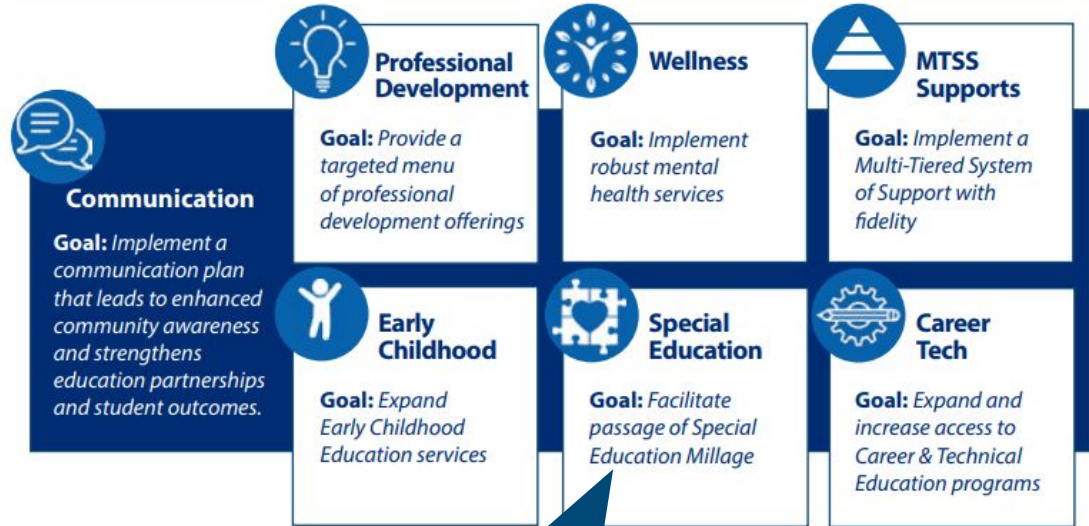 Communication
Goal: Implement a
communication plan
that leads to enhanced
community awareness
and strengthens
education partnerships
and student outcomes.
Professional
Development
Goal: Provide a
targeted menu
of professional
development offerings
Wellness
Goal: Implement
robust mental
health services
MTSS
Supports
Goal: Implement a
Multi-Tiered System
of Support with
fidelity
Early
Childhood
Goal: Expand
Early Childhood
Education services
Special
Education
Goal: Facilitate
passage of Special
Education Millage
Career
Tech
Goal: Expand and
increase access to
Career & Technical
Education programs